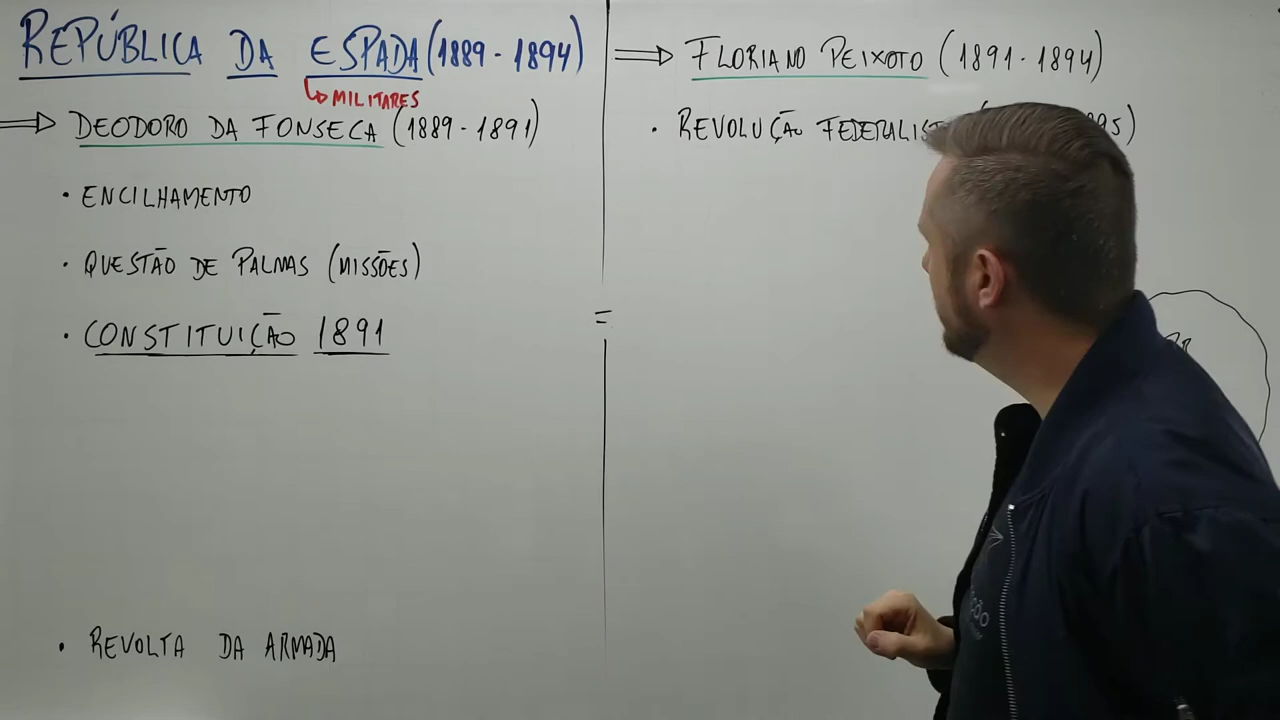 REPÚBLICA DA ESPADA (1889 - 1894)
↳ MILITARES
⇒ DEODORO DA FONSECA (1889 - 1891)
• ENCILHAMENTO
• QUESTÃO DE PALMAS (MISSÕES)
• CONSTITUIÇÃO 1891
• REVOLTA DA ARMADA
=
⇒ FLORIANO PEIXOTO (1891 - 1894)
• REVOLUÇÃO